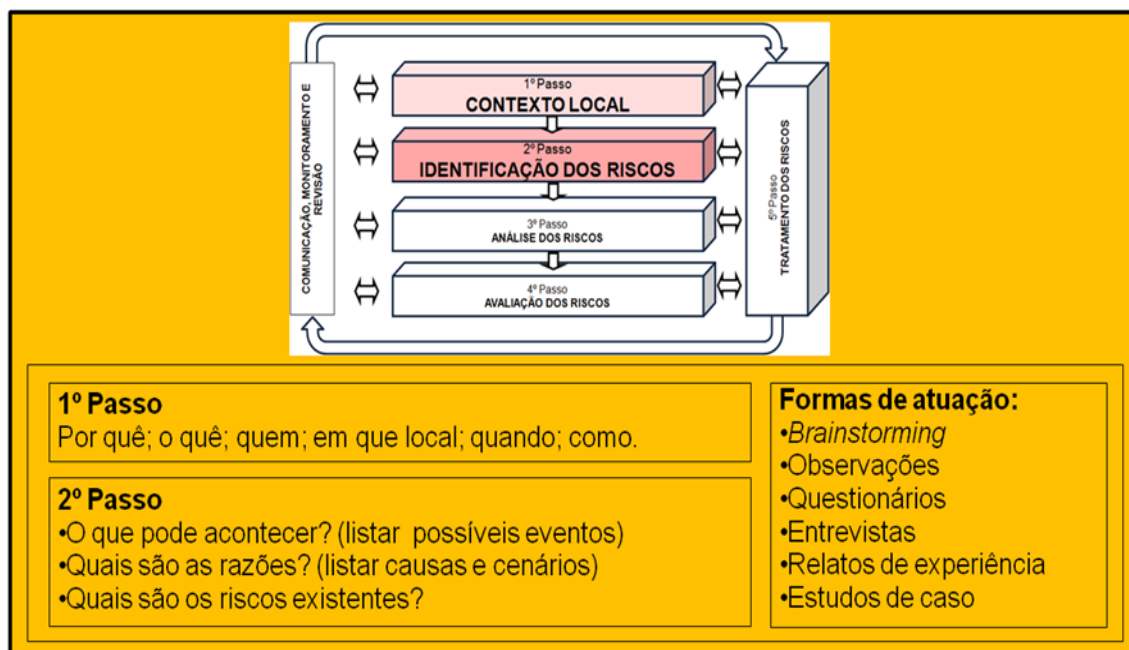 COMUNICAÇÃO, MONITORAMENTO E
REVISÃO
1º Passo
CONTEXTO LOCAL
2º Passo
IDENTIFICAÇÃO DOS RISCOS
3º Passo
ANÁLISE DOS RISCOS
4º Passo
AVALIAÇÃO DOS RISCOS
5º Passo
TRATAMENTO DOS RISCOS
1º Passo
Por quê; o quê; quem; em que local; quando; como.
2º Passo
•O que pode acontecer? (listar possíveis eventos)
•Quais são as razões? (listar causas e cenários)
•Quais são os riscos existentes?
Formas de atuação:
•Brainstorming
•Observações
•Questionários
•Entrevistas
•Relatos de experiência
•Estudos de caso